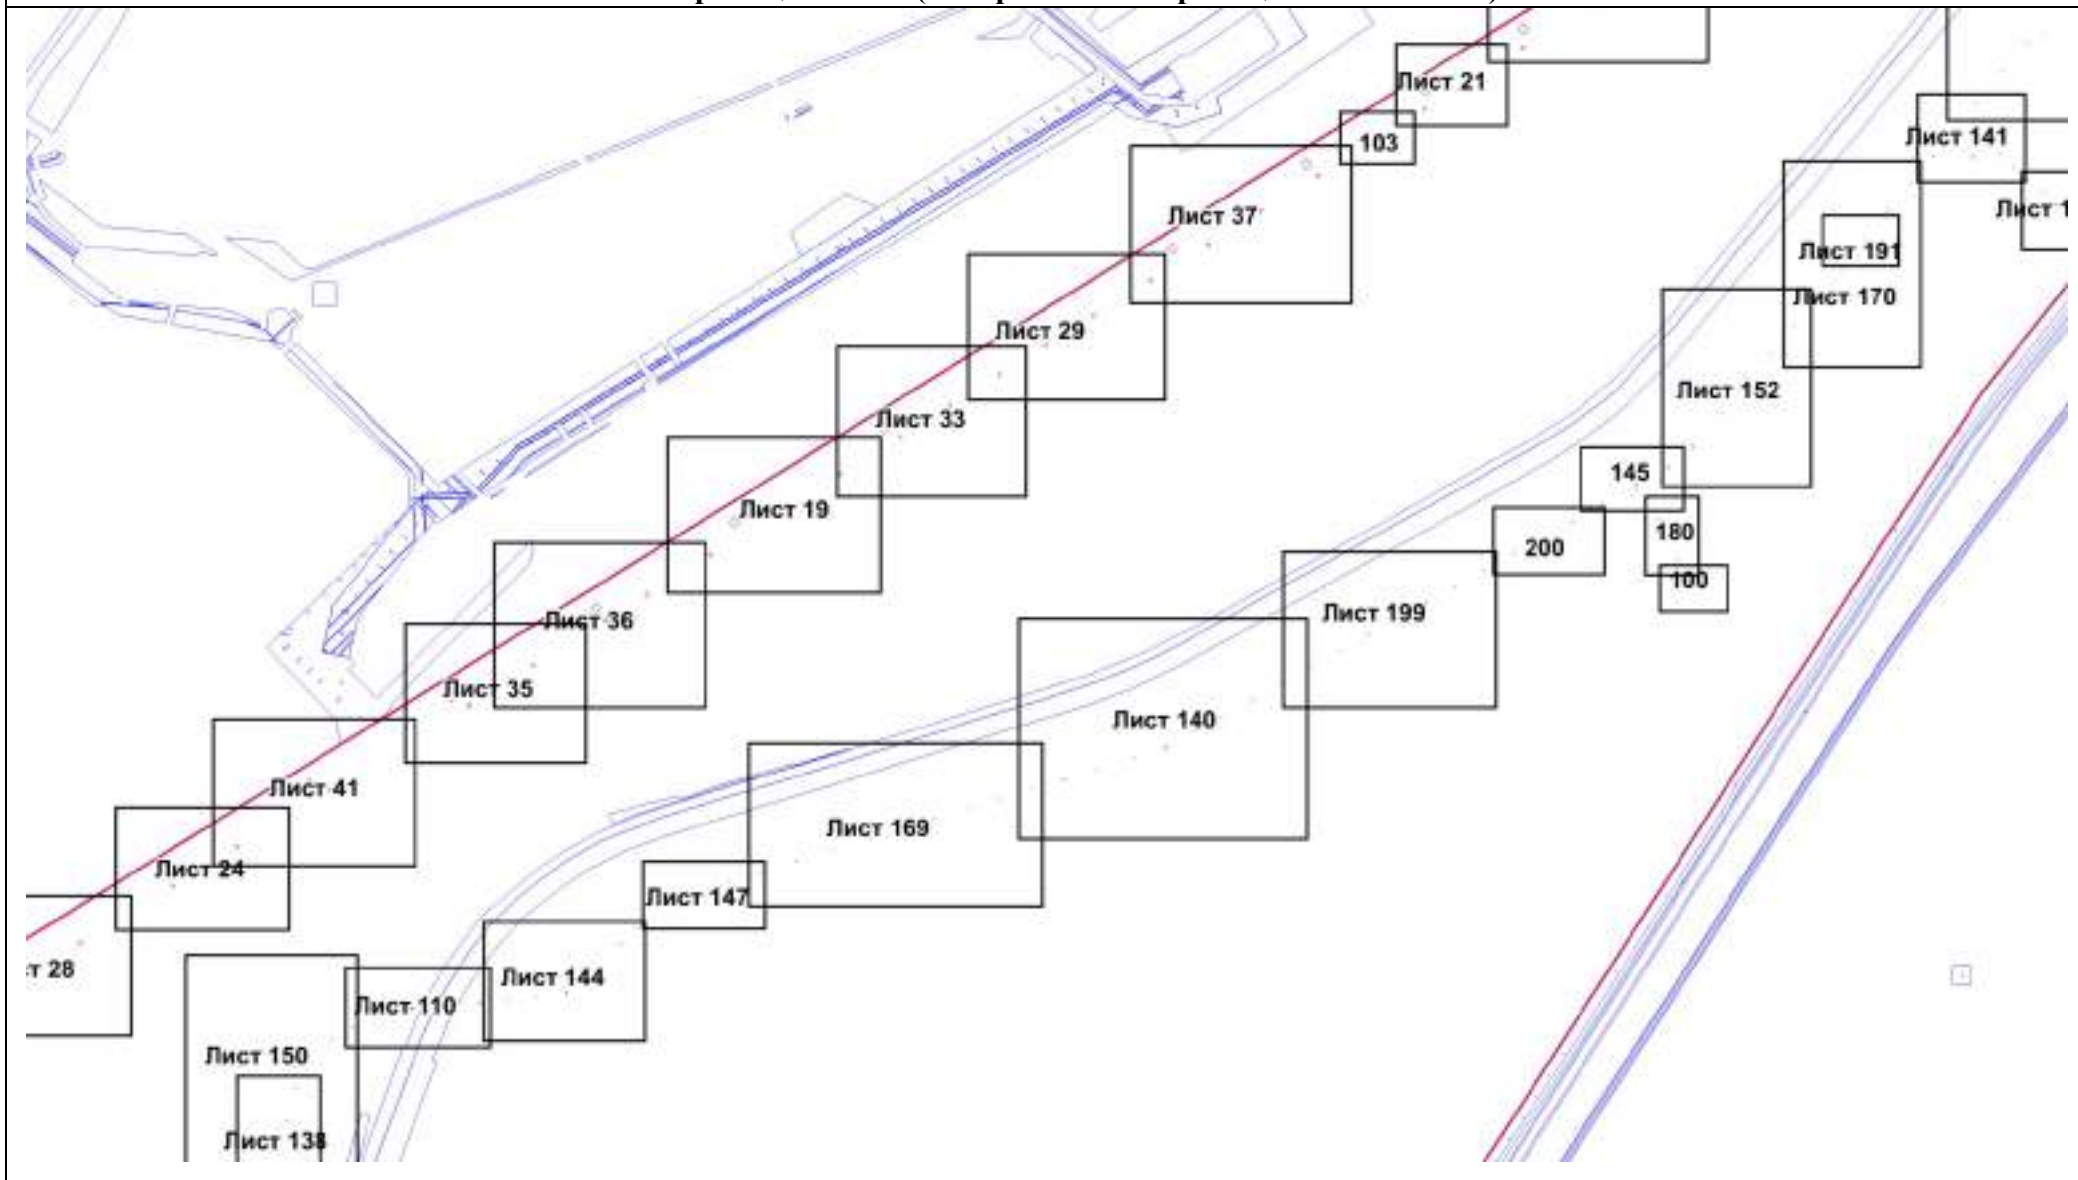 Лист 21
Лист 141
103
Лист 37
Лист 1
Лист 191
Лист 170
Лист 29
Лист 152
Лист 33
145
Лист 19
180
200
100
Лист 36
Лист 199
Лист 35
Лист 140
Лист 41
Лист 169
Лист 24
Лист 147
т 28
Лист 144
Лист 110
Лист 150
Лист 138